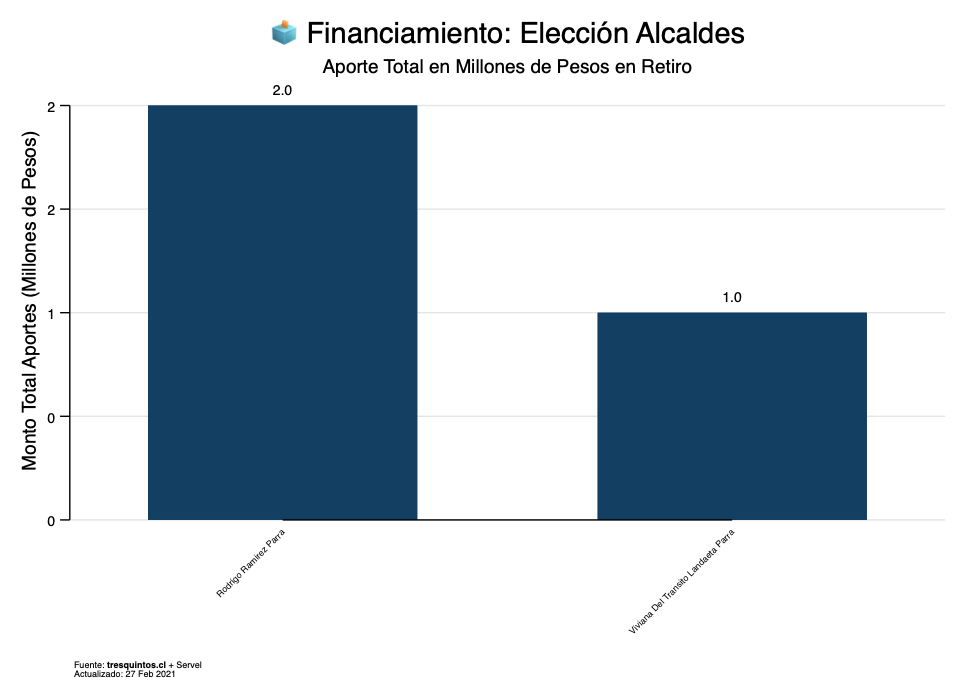 Financiamiento: Elección Alcaldes
Aporte Total en Millones de Pesos en Retiro
Monto Total Aportes (Millones de Pesos)
2
2
1
0
0
2.0
1.0
Rodrigo Ramirez Parra
Viviana Del Transito Landaeta Parra
Fuente: tresquintos.cl + Servel
Actualizado: 27 Feb 2021